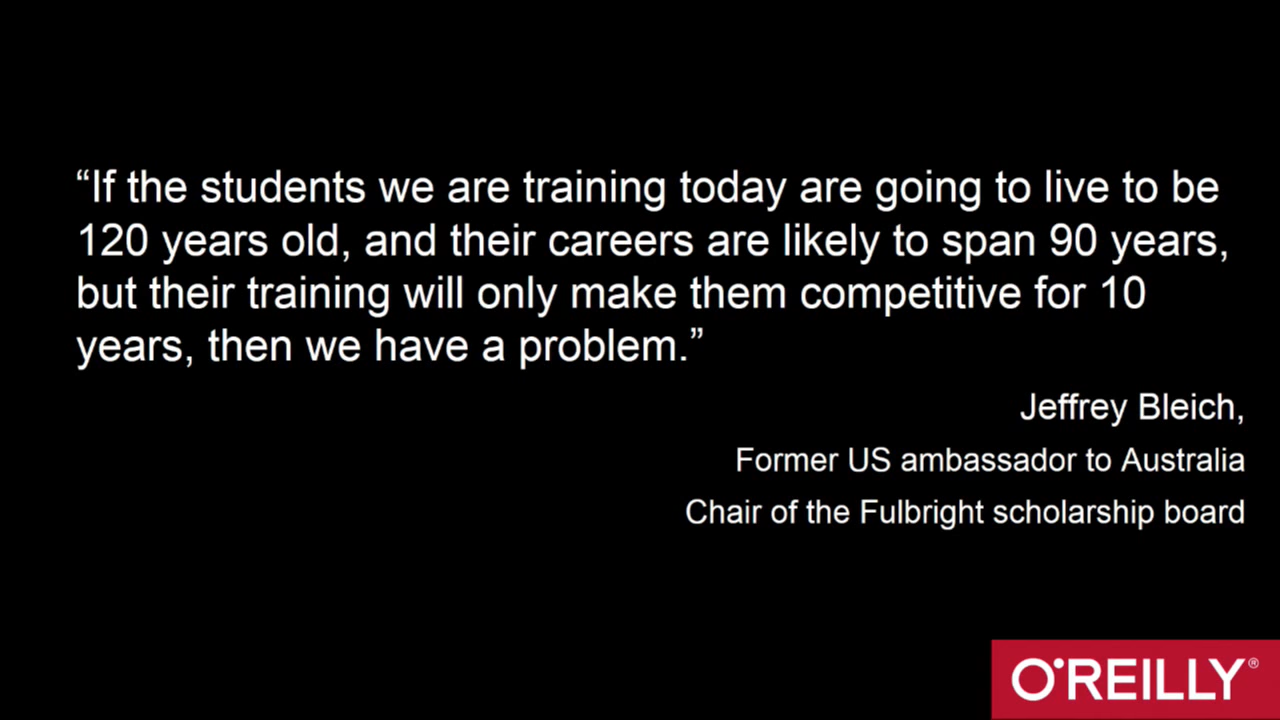 “If the students we are training today are going to live to be
120 years old, and their careers are likely to span 90 years,
but their training will only make them competitive for 10
years, then we have a problem.”
Jeffrey Bleich,
Former US ambassador to Australia
Chair of the Fulbright scholarship board
O'REILLY®